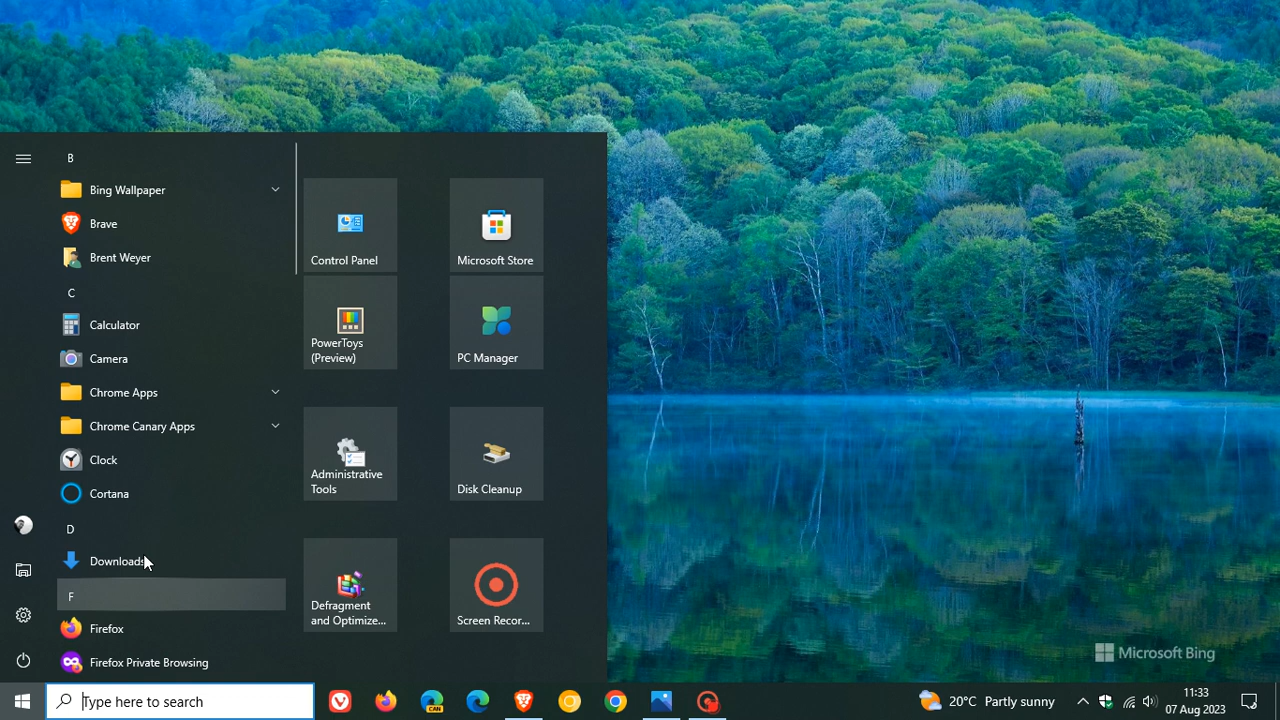 B
Bing Wallpaper
Brave
Brent Weyer
C
Calculator
Camera
Chrome Apps
Chrome Canary Apps
Clock
Cortana
D
Downloads
F
Firefox
Firefox Private Browsing
Control Panel
Microsoft Store
PowerToys
(Preview)
PC Manager
Administrative
Tools
Disk Cleanup
Defragment
and Optimize...
Screen Recor...
Microsoft Bing
Type here to search
CAN
20°C Partly sunny
11:33
07 Aug 2023